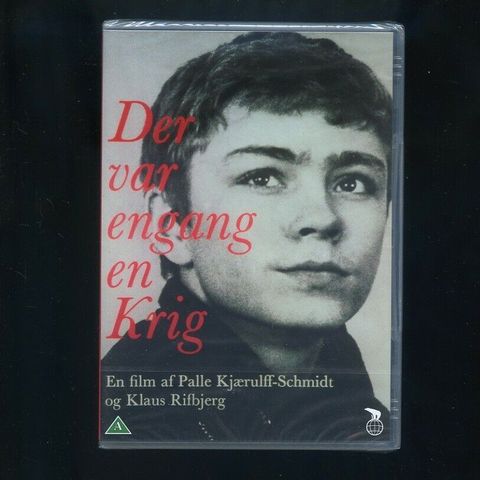 Der
var
engang
en
Krig
En film af Palle Kjærulff-Schmidt
og Klaus Rifbjerg
A